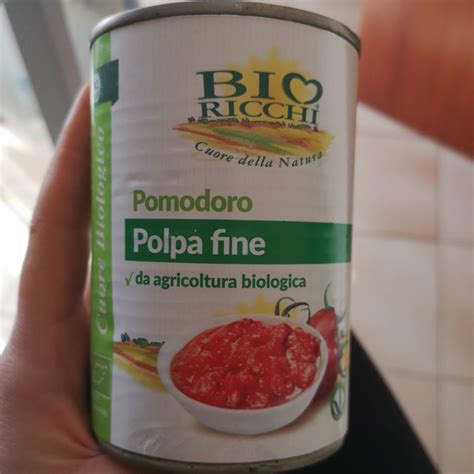 BIO
RICCHI
Cuore della Natura
Pomodoro
Polpa fine
√ da agricoltura biologica
Cuore Biologico